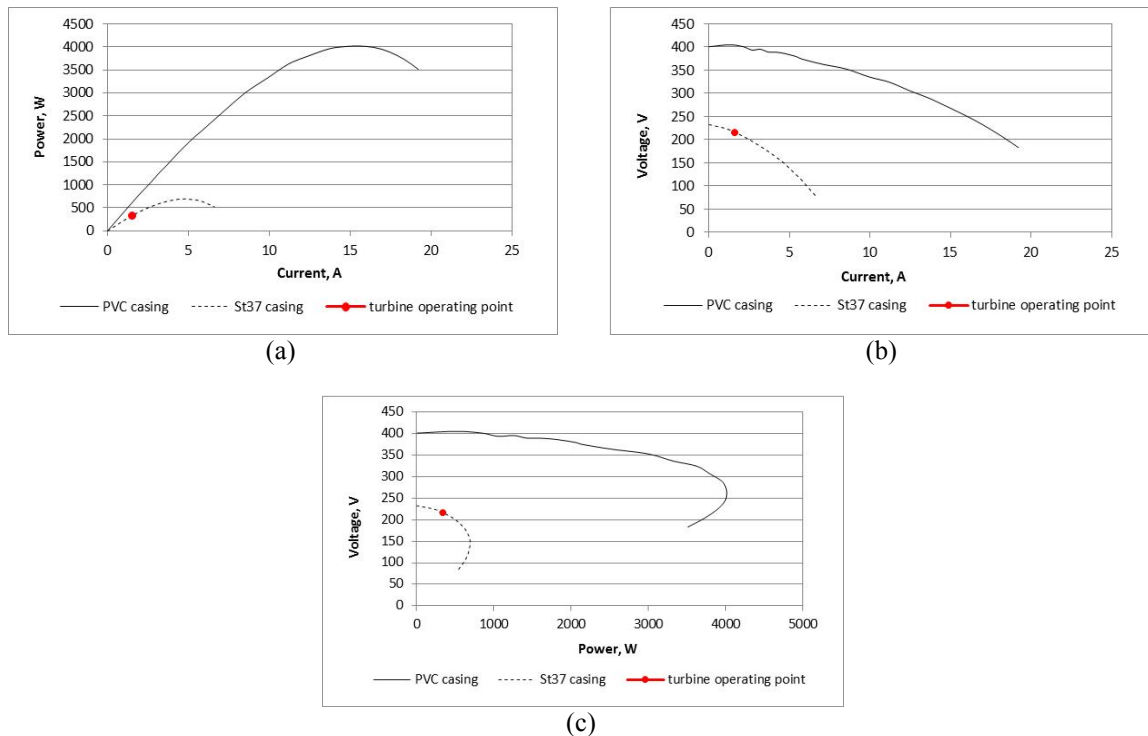 4500
4000
3500
3000
2500
2000
1500
1000
500
0
Power, W
0 5 10 15 20 25
Current, A
PVC casing St37 casing turbine operating point
(a)
450
400
350
300
250
200
150
100
50
0
Voltage, V
0 5 10 15 20 25
Current, A
PVC casing St37 casing turbine operating point
(b)
450
400
350
300
250
200
150
100
50
0
Voltage, V
0 1000 2000 3000 4000 5000
Power, W
PVC casing St37 casing turbine operating point
(c)